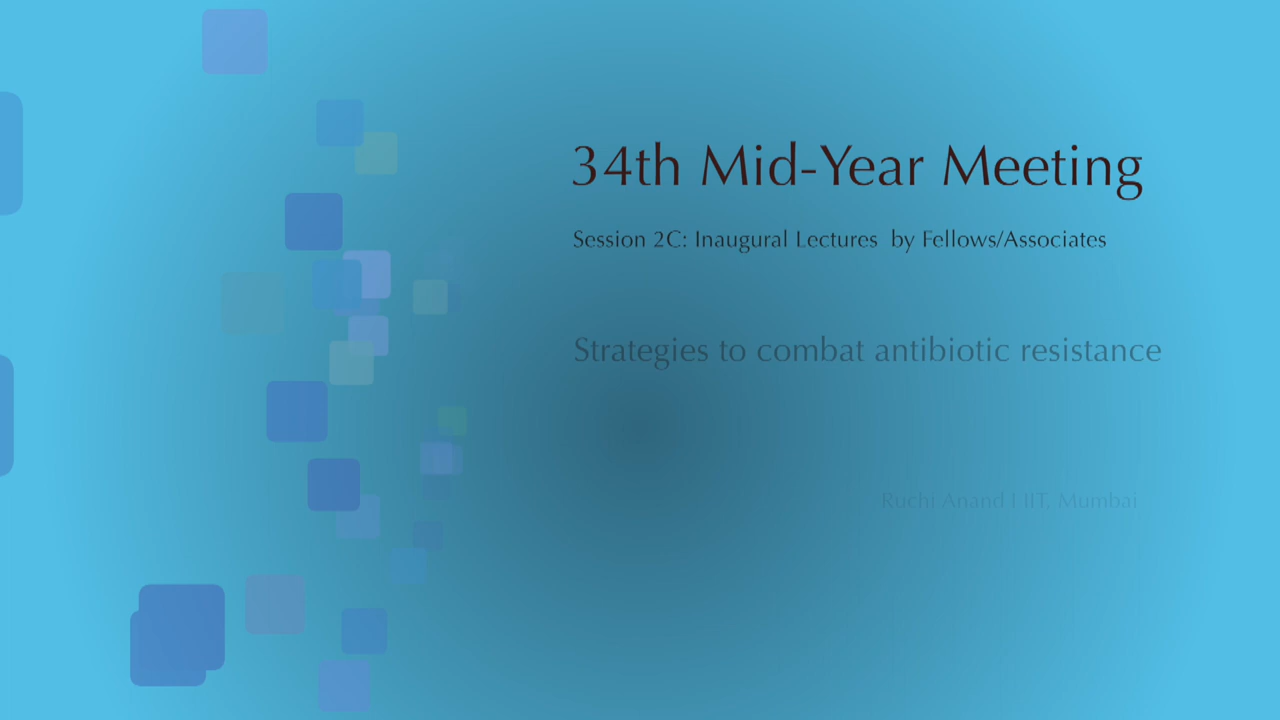 34th Mid-Year Meeting
Session 2C: Inaugural Lectures by Fellows/Associates
Strategies to combat antibiotic resistance
Ruchi Anand | IIT, Mumbai